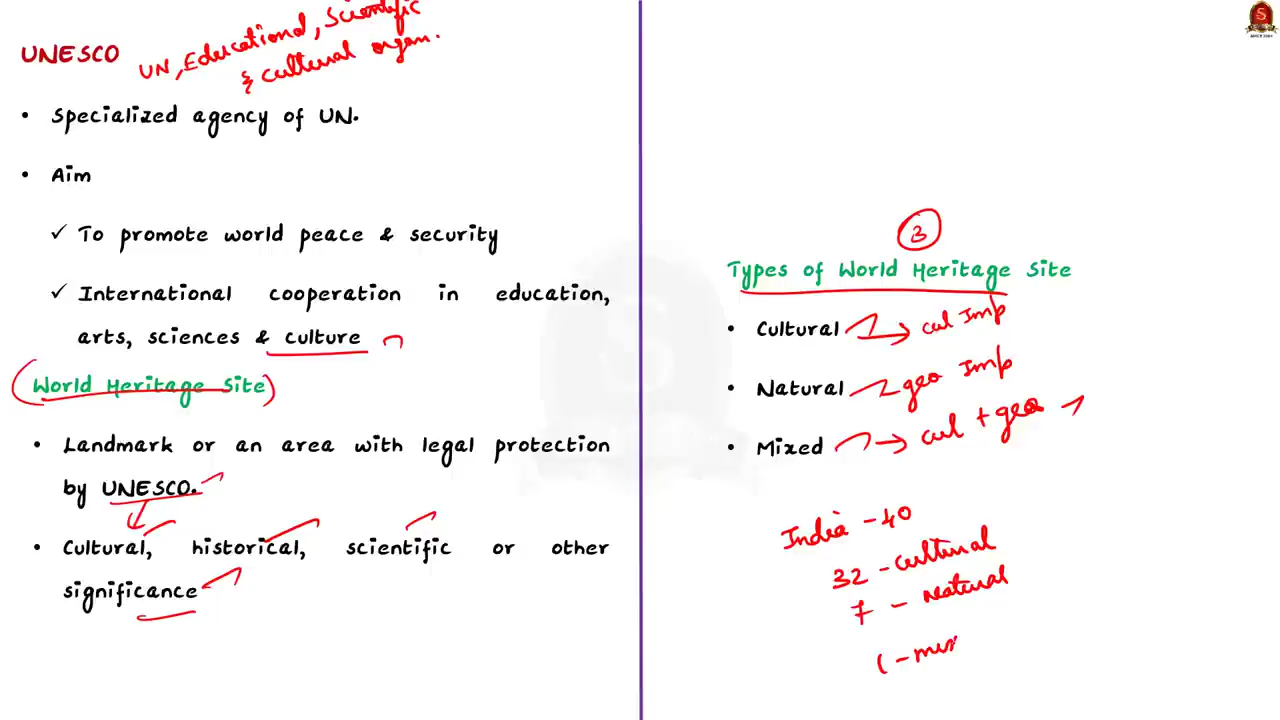 UNESCO
UN, Educational, Scientific
& cultural organ.
• Specialized agency of UN.
• Aim
✓ To promote world peace & security
✓ International cooperation in education,
arts, sciences & culture
World Heritage Site
• Landmark or an area with legal protection
by UNESCO.
• Cultural, historical, scientific or other
significance
3
Types of World Heritage Site
• Cultural → cul Imp
• Natural geo Imp
• Mixed → cul + geo
India - 40
32 - cultural
7 - Natural
1 - mix
S